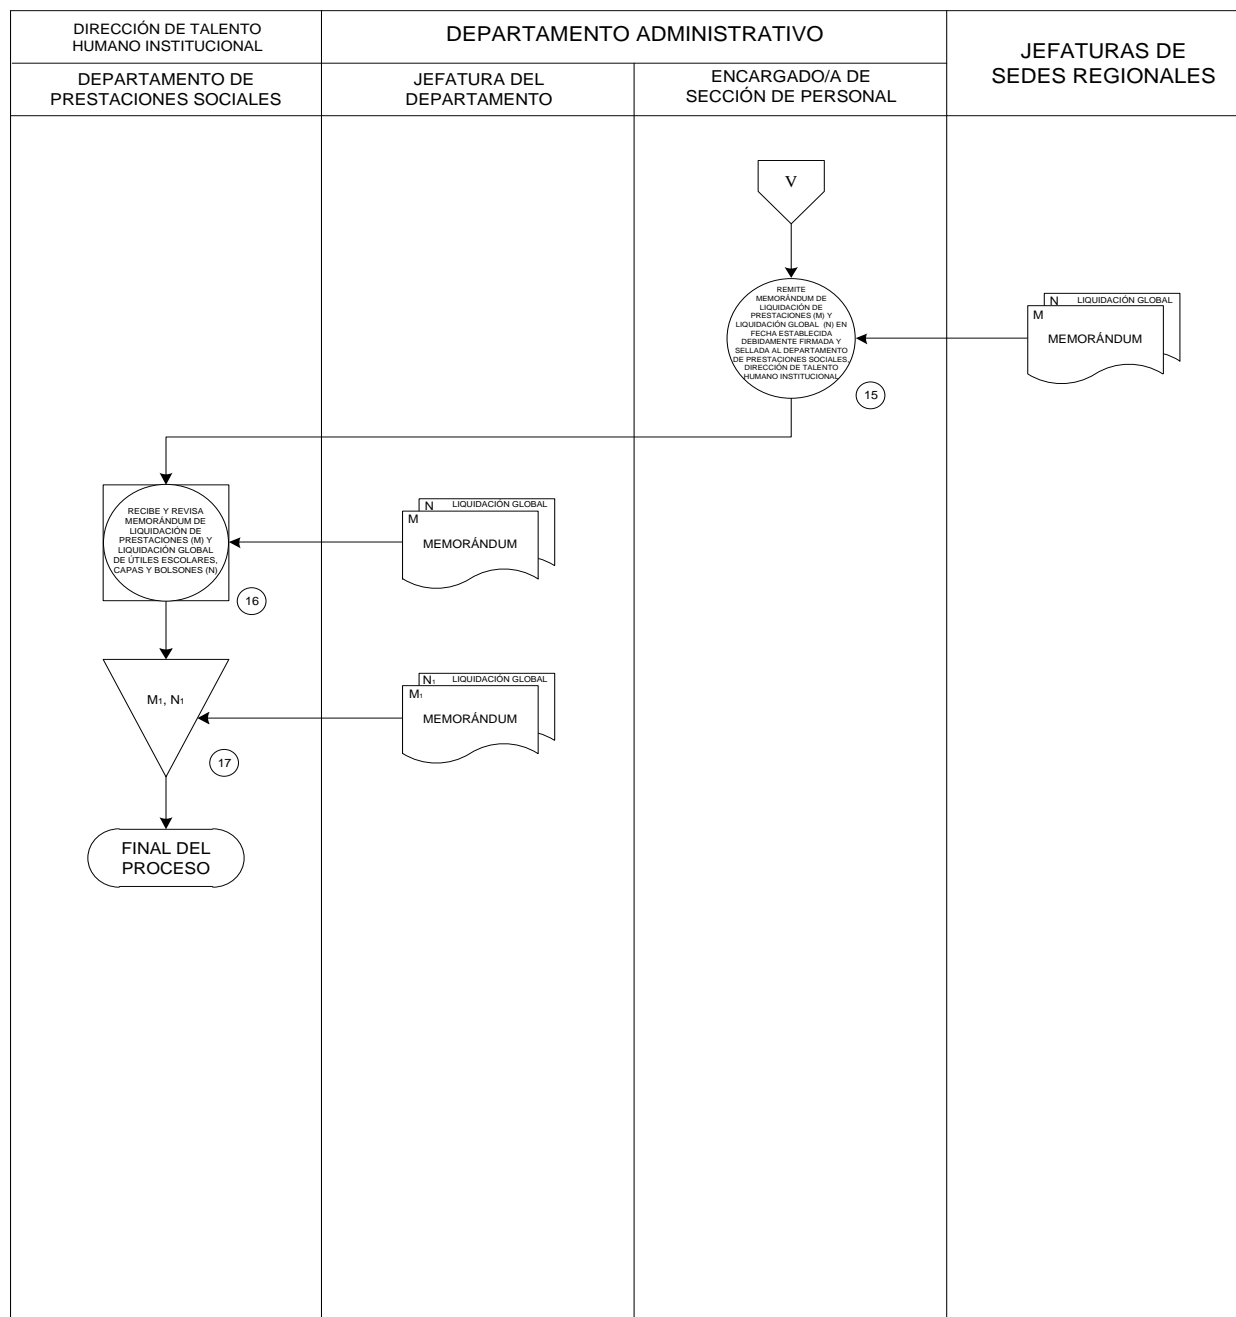 DIRECCIÓN DE TALENTO
HUMANO INSTITUCIONAL
DEPARTAMENTO ADMINISTRATIVO
JEFATURAS DE
SEDES REGIONALES
DEPARTAMENTO DE
PRESTACIONES SOCIALES
JEFATURA DEL
DEPARTAMENTO
ENCARGADO/A DE
SECCIÓN DE PERSONAL
V
REMITE
MEMORÁNDUM DE
LIQUIDACIÓN DE
PRESTACIONES (M) Y
LIQUIDACIÓN GLOBAL (N) EN
FECHA ESTABLECIDA
DEBIDAMENTE FIRMADA Y
SELLADA AL DEPARTAMENTO
DE PRESTACIONES SOCIALES,
DIRECCIÓN DE TALENTO
HUMANO INSTITUCIONAL
15
N LIQUIDACIÓN GLOBAL
M
MEMORÁNDUM
RECIBE Y REVISA
MEMORÁNDUM DE
LIQUIDACIÓN DE
PRESTACIONES (M) Y
LIQUIDACIÓN GLOBAL
DE ÚTILES ESCOLARES,
CAPAS Y BOLSONES (N)
16
N LIQUIDACIÓN GLOBAL
M
MEMORÁNDUM
M1, N1
17
N1 LIQUIDACIÓN GLOBAL
M1
MEMORÁNDUM
FINAL DEL
PROCESO